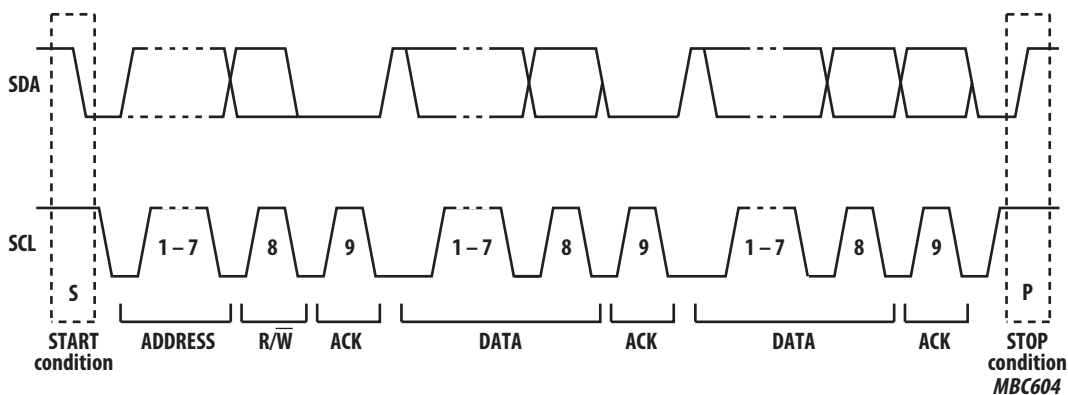 SDA
SCL
1 – 7
8
9
1 – 7
8
9
1 – 7
8
9
S
P
START
condition
ADDRESS
R/W̅
ACK
DATA
ACK
DATA
ACK
STOP
condition
MBC604